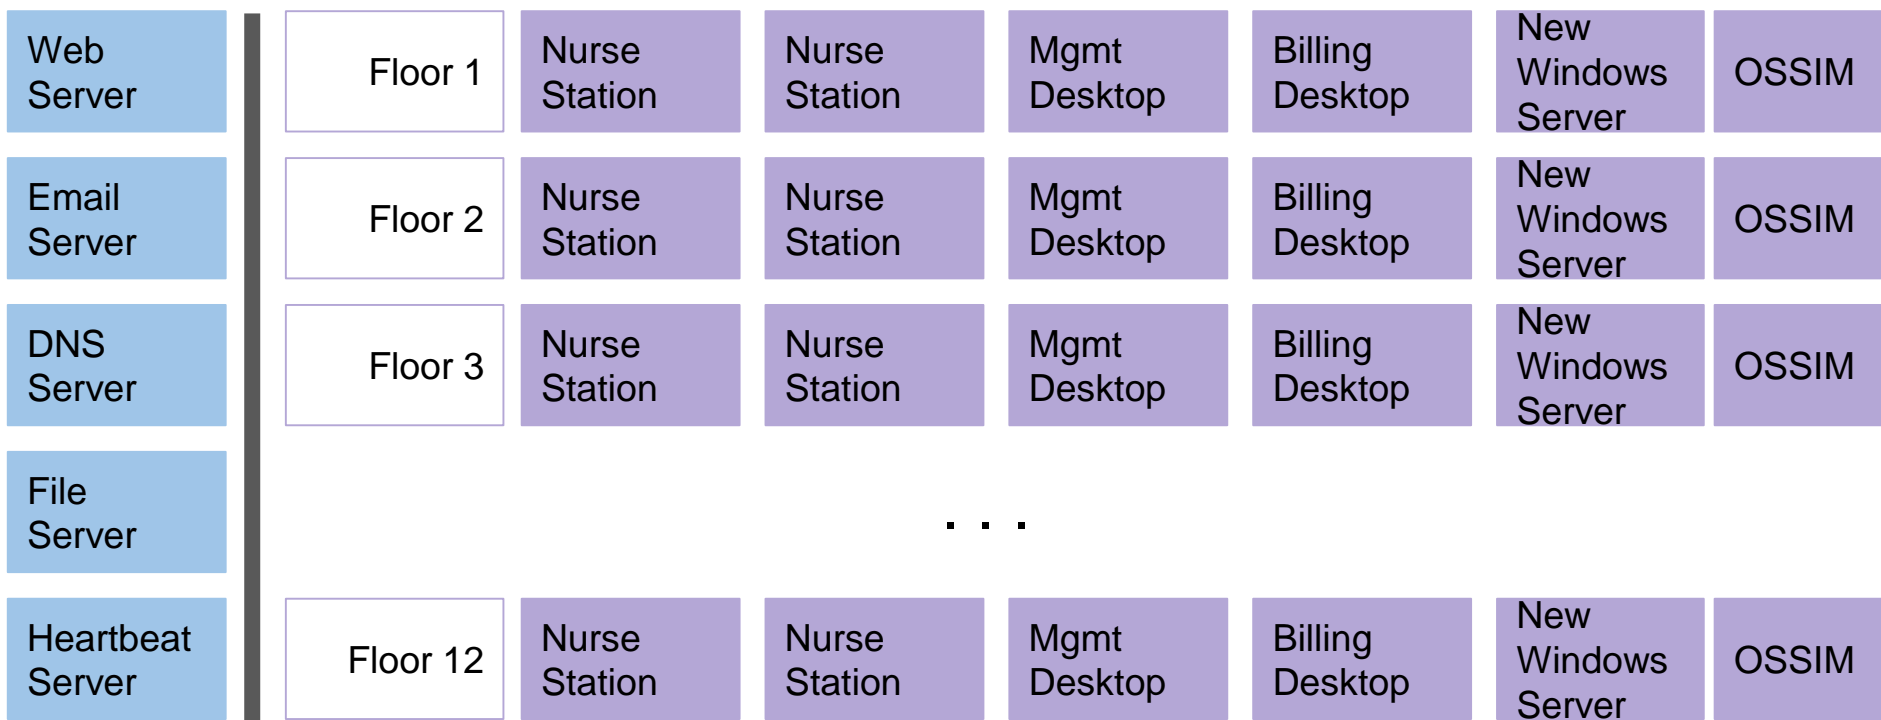 Web
Server
Floor 1
Nurse
Station
Nurse
Station
Mgmt
Desktop
Billing
Desktop
New
Windows
Server
OSSIM
Email
Server
Floor 2
Nurse
Station
Nurse
Station
Mgmt
Desktop
Billing
Desktop
New
Windows
Server
OSSIM
DNS
Server
Floor 3
Nurse
Station
Nurse
Station
Mgmt
Desktop
Billing
Desktop
New
Windows
Server
OSSIM
File
Server
. . .
Heartbeat
Server
Floor 12
Nurse
Station
Nurse
Station
Mgmt
Desktop
Billing
Desktop
New
Windows
Server
OSSIM